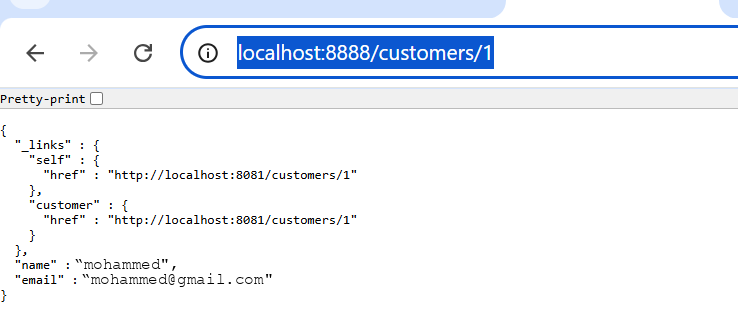 localhost:8888/customers/1
Pretty-print
{
  "_links" : {
    "self" : {
      "href" : "http://localhost:8081/customers/1"
    },
    "customer" : {
      "href" : "http://localhost:8081/customers/1"
    }
  },
  "name" :“mohammed",
  "email" :“mohammed@gmail.com"
}